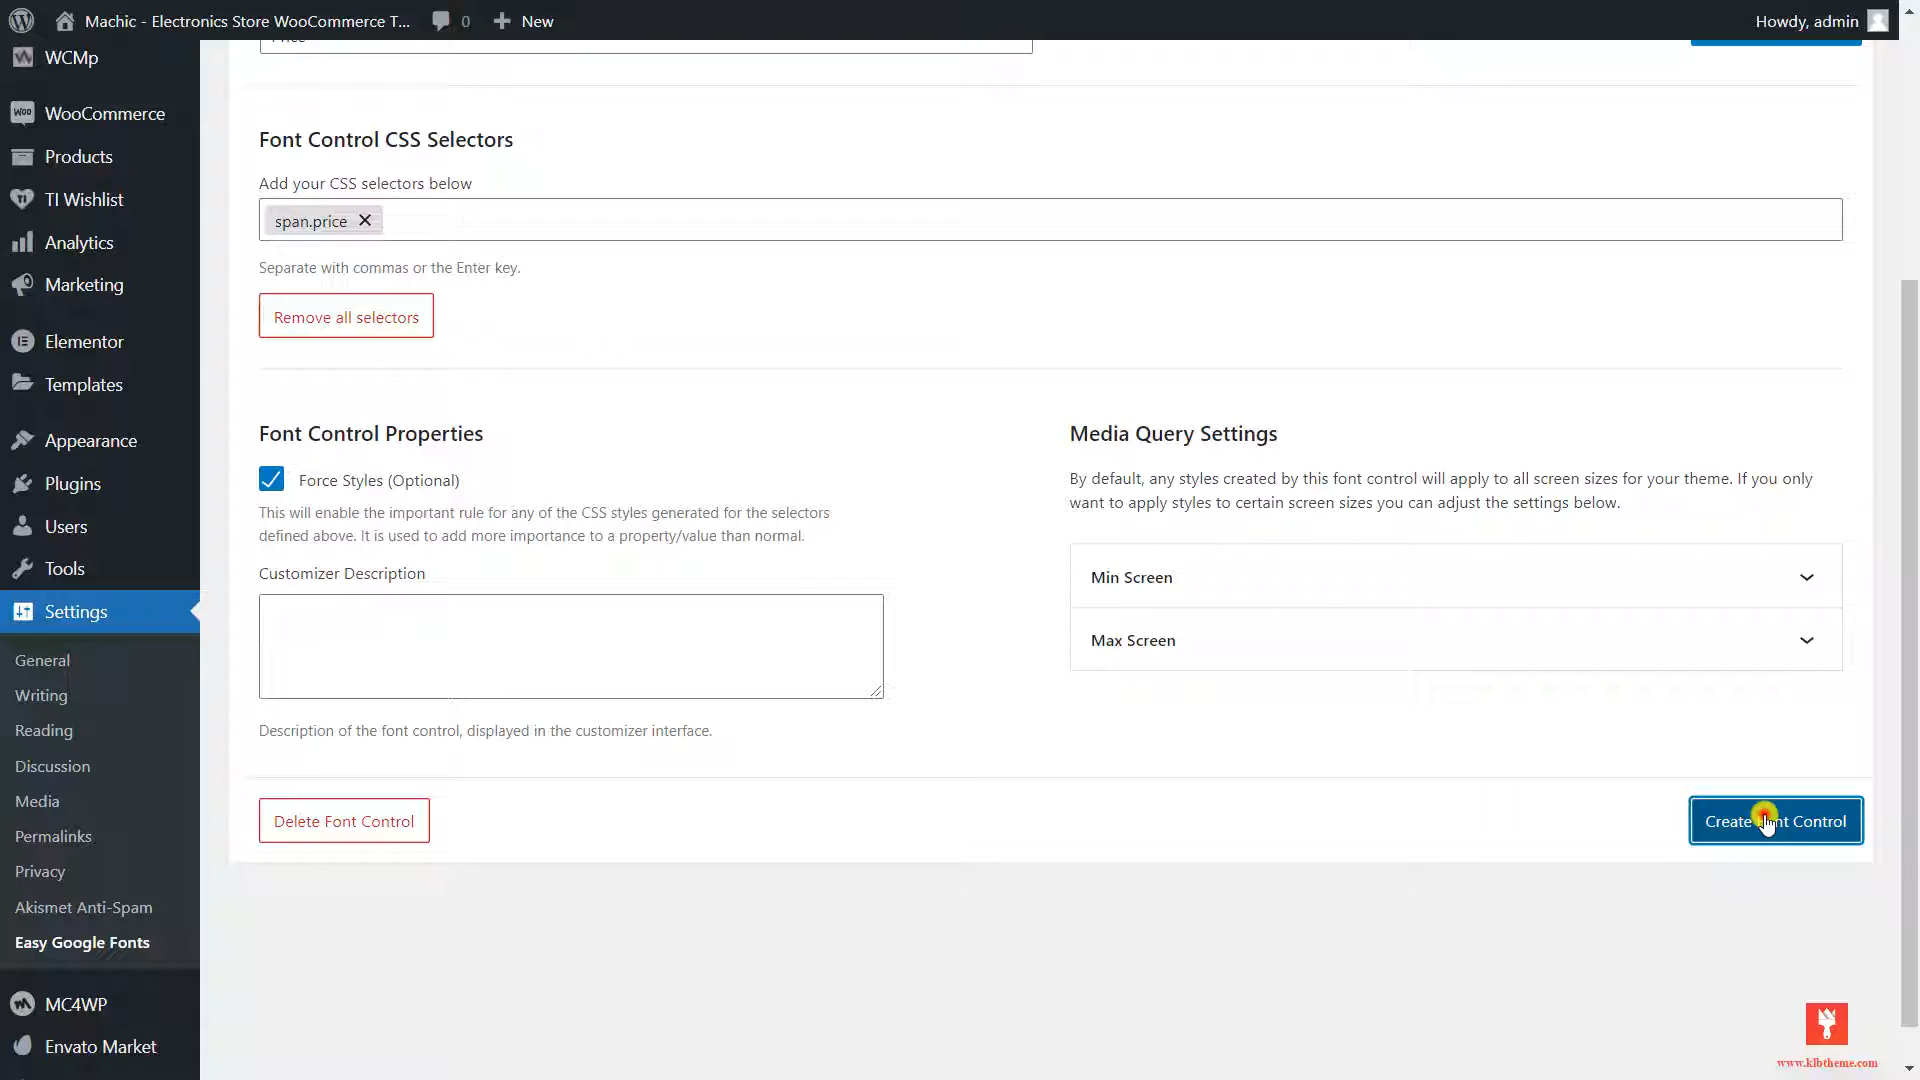 Machic - Electronics Store WooCommerce T...
0
New
Howdy, admin
WCMp
WooCommerce
Products
TI Wishlist
Analytics
Marketing
Elementor
Templates
Appearance
Plugins
Users
Tools
Settings
General
Writing
Reading
Discussion
Media
Permalinks
Privacy
Akismet Anti-Spam
Easy Google Fonts
MC4WP
Envato Market
Font Control CSS Selectors
Add your CSS selectors below
span.price
Separate with commas or the Enter key.
Remove all selectors
Font Control Properties
Force Styles (Optional)
This will enable the important rule for any of the CSS styles generated for the selectors
defined above. It is used to add more importance to a property/value than normal.
Customizer Description
Description of the font control, displayed in the customizer interface.
Media Query Settings
By default, any styles created by this font control will apply to all screen sizes for your theme. If you only
want to apply styles to certain screen sizes you can adjust the settings below.
Min Screen
Max Screen
Delete Font Control
Create Font Control
www.klbtheme.com